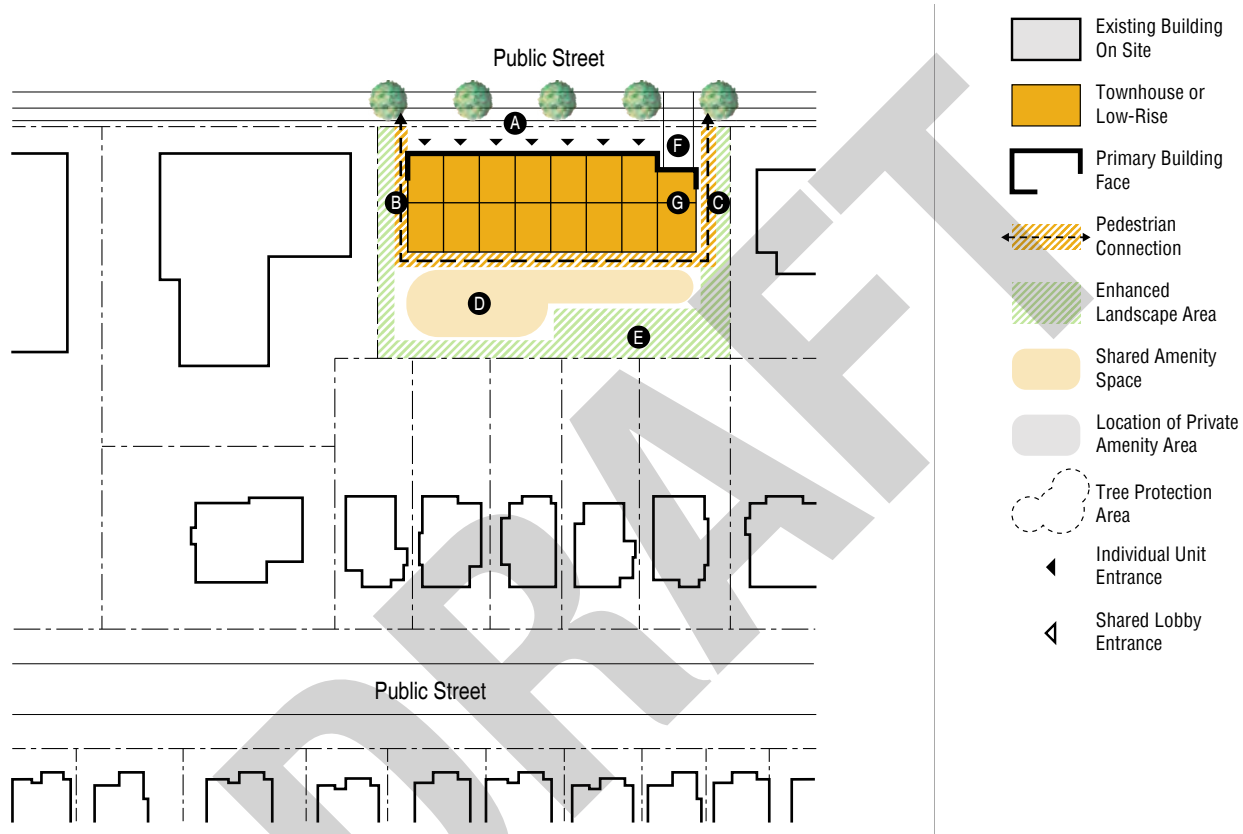 Public Street
A
F
B
G
C
D
E
Public Street
Existing Building
On Site
Townhouse or
Low-Rise
Primary Building
Face
Pedestrian
Connection
Enhanced
Landscape Area
Shared Amenity
Space
Location of Private
Amenity Area
Tree Protection
Area
Individual Unit
Entrance
Shared Lobby
Entrance
DRAFT